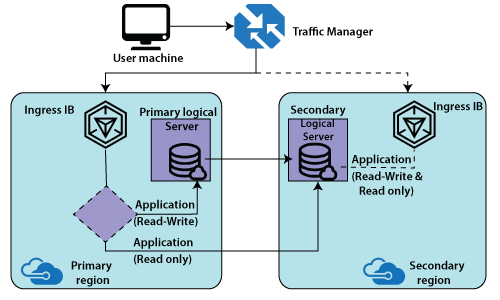 User machine
Traffic Manager
Ingress IB
Primary logical
Server
Secondary
Logical
Server
Ingress IB
Application
(Read-Write)
Application
(Read only)
Application
(Read-Write &
Read only)
Primary
region
Secondary
region